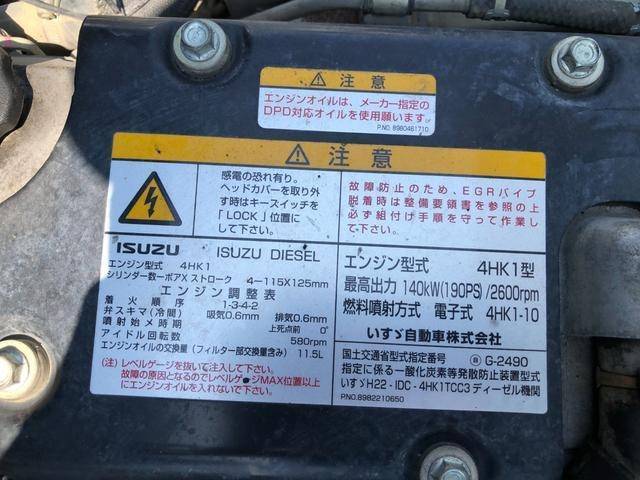 注意
エンジンオイルは、メーカー指定の
DPD対応オイルを使用願います。
P.NO. 8980461710
注意
感電の恐れ有り。
ヘッドカバーを取り外
す時はキースイッチを
「LOCK」位置に
して下さい。
故障防止のため、EGRパイプ
脱着時は整備要領書を参照の上
必ず組付け手順を守って作業し
て下さい。
ISUZU ISUZU DIESEL
エンジン型式 4HK1
シリンダー数ーボアXストローク 4-115X125mm
エンジン調整表
着火順序 1-3-4-2
弁スキマ(冷間) 吸気0.6mm 排気0.6mm
噴射始メ時期 上死点前 0°
アイドル回転数 580rpm
エンジンオイルの交換量(フィルター部交換量含み) 11.5L
(注) レベルゲージを抜いて注入して下さい。
故障の原因となるのでレベルゲージMAX位置以上
にエンジンオイルを入れないで下さい。
エンジン型式 4HK1型
最高出力 140kW(190PS)/2600rpm
燃料噴射方式 電子式 4HK1-10
いすゞ自動車株式会社
国土交通省型式指定番号 G-2490
指定に係る一酸化炭素等発散防止装置型式
いすゞH22-IDC-4HK1TCC3 ディーゼル機関
P.NO. 8982210650